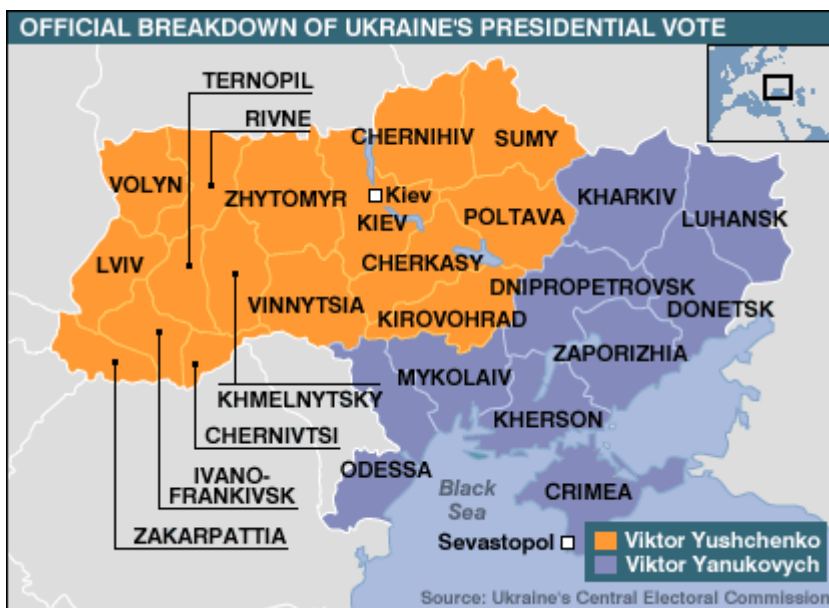 OFFICIAL BREAKDOWN OF UKRAINE'S PRESIDENTIAL VOTE
TERNOPIL
RIVNE
CHERNIHIV
SUMY
VOLYN
ZHYTOMYR
Kiev
KIEV
POLTAVA
KHARKIV
LUHANSK
LVIV
CHERKASY
VINNYTSIA
KIROVOHRAD
DNIPROPETROVSK
DONETSK
ZAPORIZHIA
MYKOLAIV
KHERSON
KHMELNYTSKY
CHERNIVTSI
IVANO-
FRANKIVSK
ZAKARPATTIA
ODESSA
Black
Sea
CRIMEA
Sevastopol
Viktor Yushchenko
Viktor Yanukovych
Source: Ukraine's Central Electoral Commission